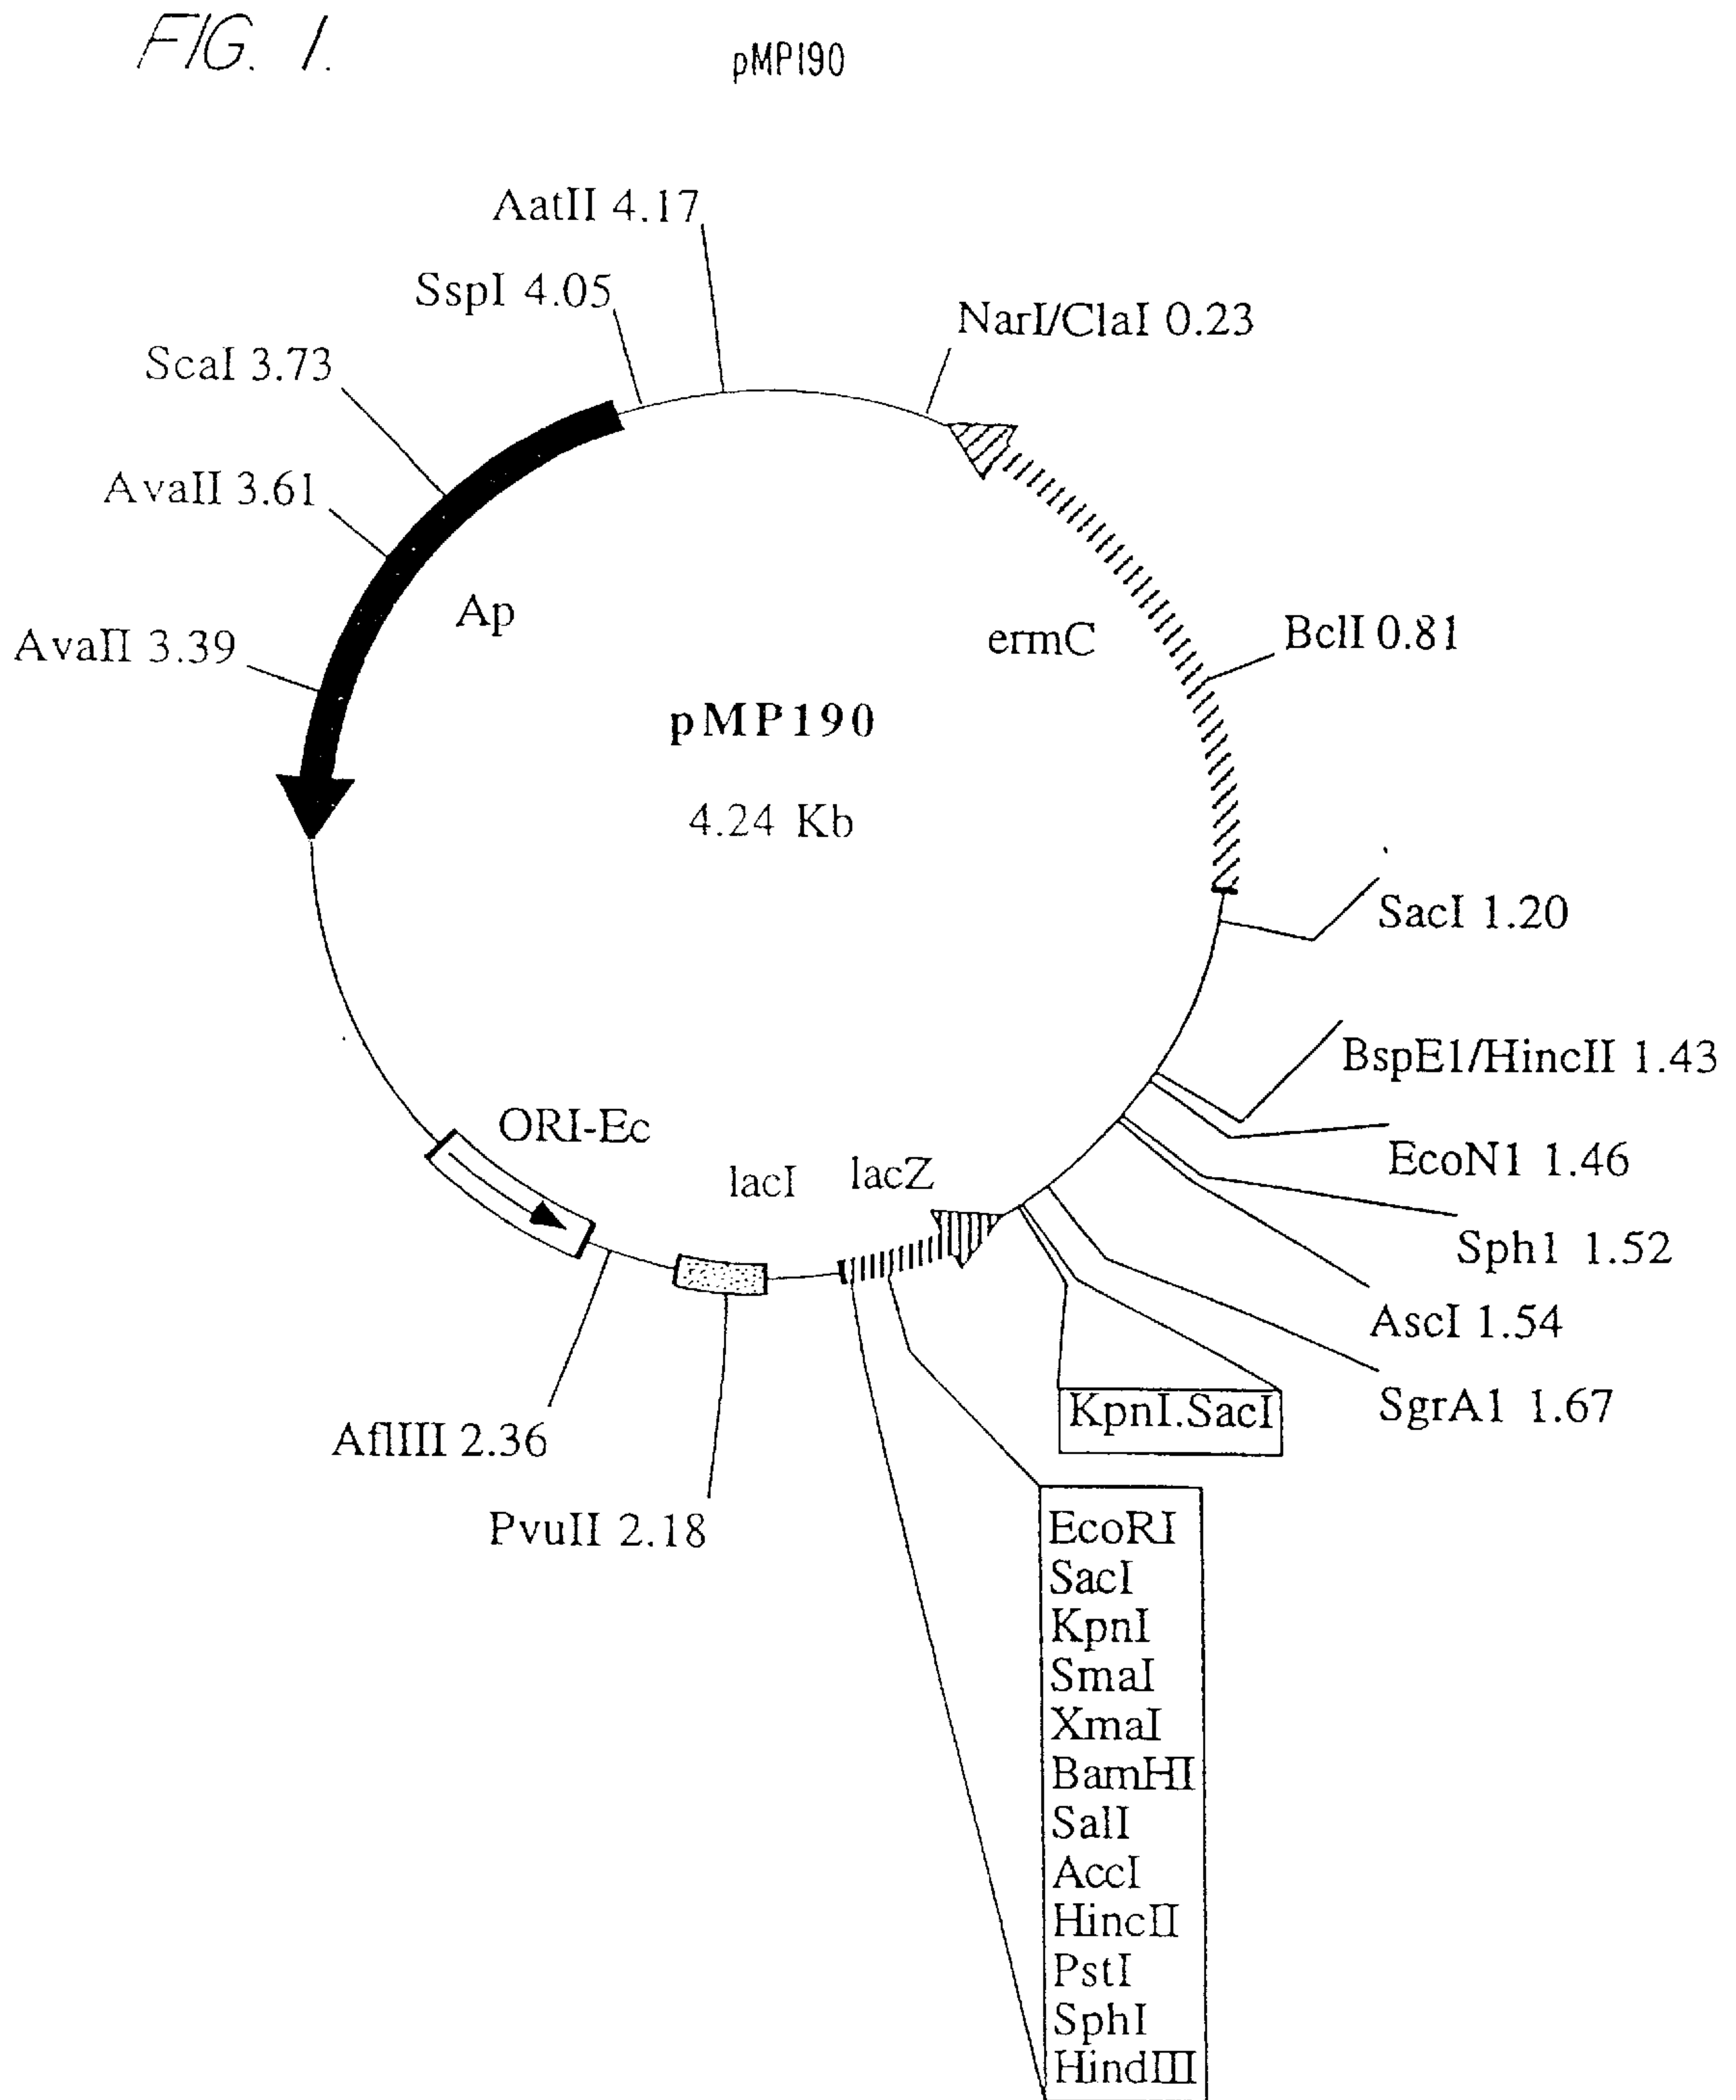 FIG. 1.
pMP190
AatII 4.17
SspI 4.05
NarI/ClaI 0.23
ScaI 3.73
AvaII 3.61
Ap
ermC
BclI 0.81
AvaII 3.39
pMP190
4.24 Kb
SacI 1.20
BspE1/HincII 1.43
ORI-Ec
lacI
lacZ
EcoN1 1.46
Sph1 1.52
AscI 1.54
KpnI.SacI
SgrA1 1.67
AflIII 2.36
PvuII 2.18
EcoRI
SacI
KpnI
SmaI
XmaI
BamHI
SalI
AccI
HincII
PstI
SphI
HindIII